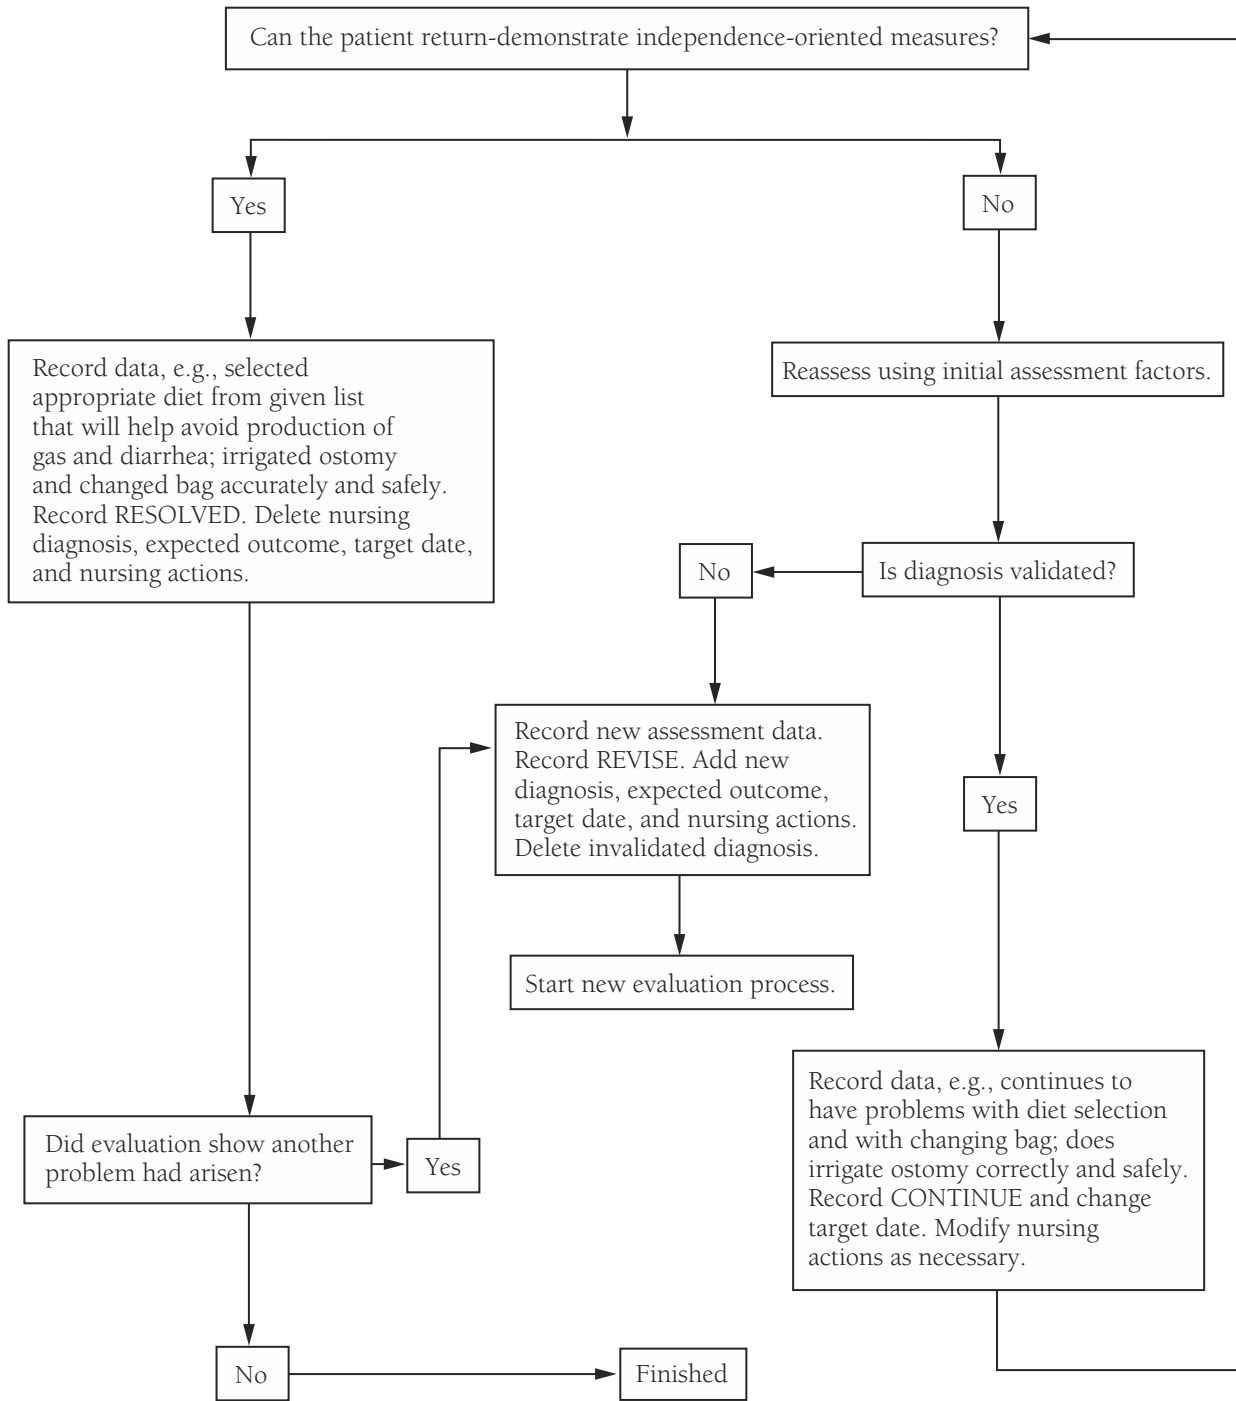 Can the patient return-demonstrate independence-oriented measures?
Yes
No
Record data, e.g., selected
appropriate diet from given list
that will help avoid production of
gas and diarrhea; irrigated ostomy
and changed bag accurately and safely.
Record RESOLVED. Delete nursing
diagnosis, expected outcome, target date,
and nursing actions.
Reassess using initial assessment factors.
No
Is diagnosis validated?
Record new assessment data.
Record REVISE. Add new
diagnosis, expected outcome,
target date, and nursing actions.
Delete invalidated diagnosis.
Yes
Start new evaluation process.
Record data, e.g., continues to
have problems with diet selection
and with changing bag; does
irrigate ostomy correctly and safely.
Record CONTINUE and change
target date. Modify nursing
actions as necessary.
Did evaluation show another
problem had arisen?
Yes
No
Finished